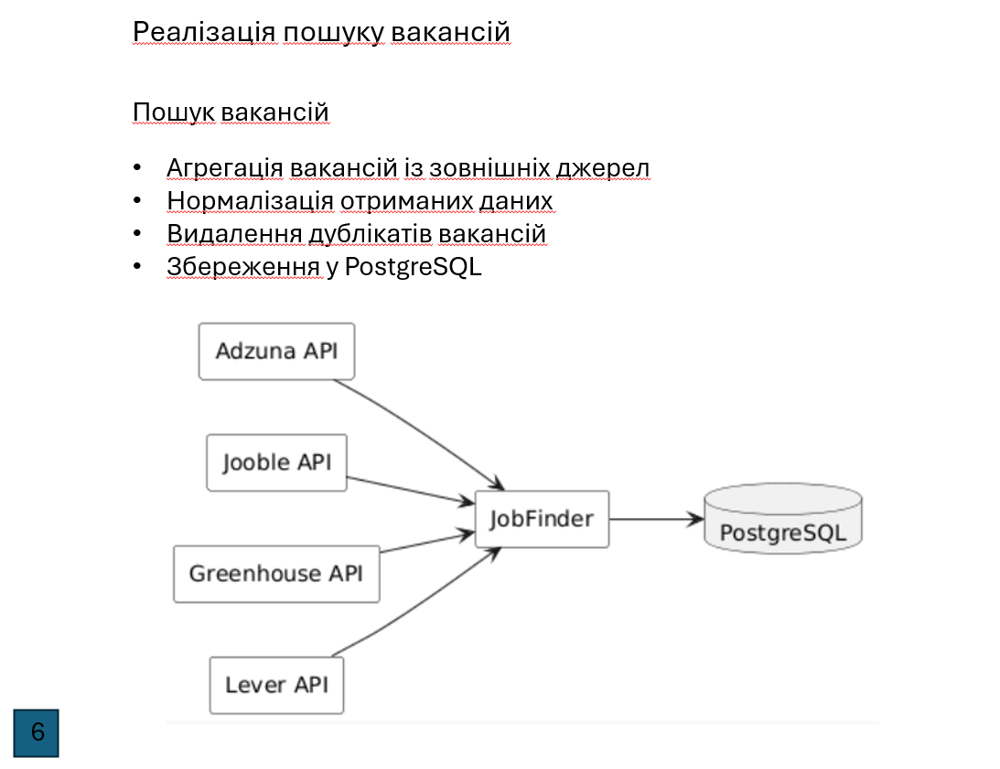 Реалізація пошуку вакансій
Пошук вакансій
• Агрегація вакансій із зовнішніх джерел
• Нормалізація отриманих даних
• Видалення дублікатів вакансій
• Збереження у PostgreSQL
Adzuna API
Jooble API
JobFinder
PostgreSQL
Greenhouse API
Lever API
6